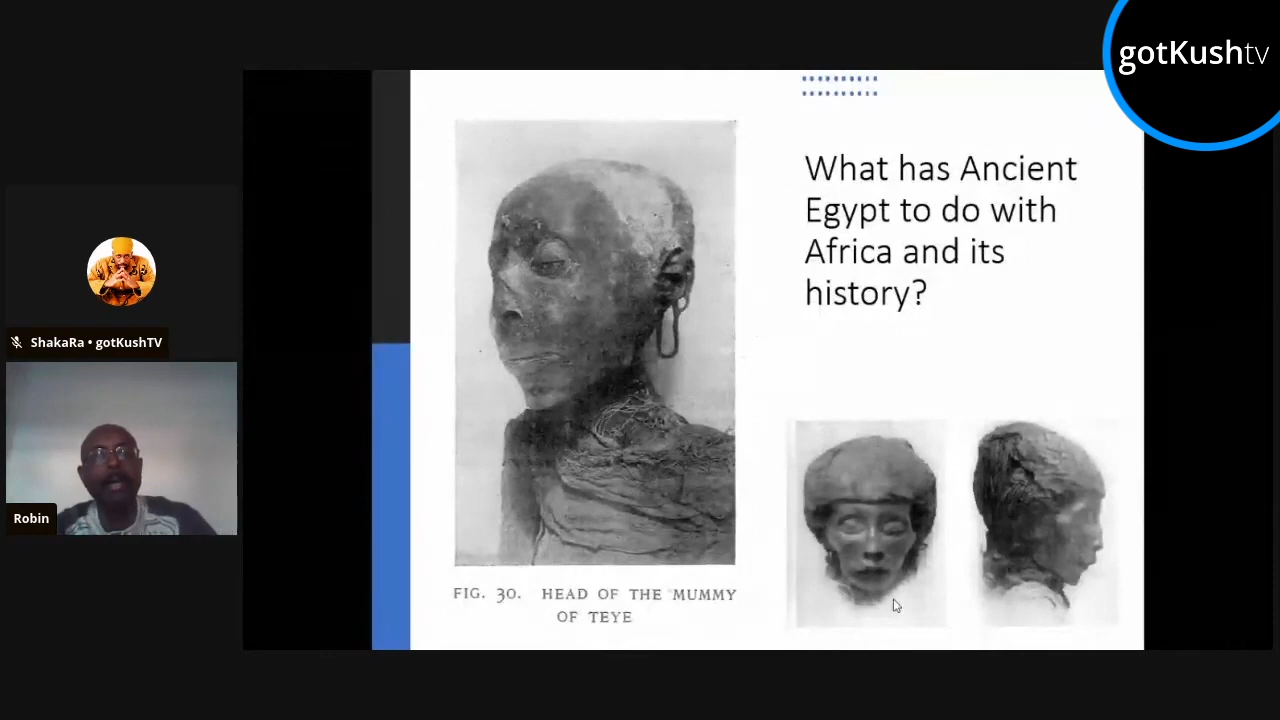 gotKushtv
What has Ancient
Egypt to do with
Africa and its
history?
ShakaRa • gotKushTV
Robin
FIG. 30. HEAD OF THE MUMMY
OF TEYE